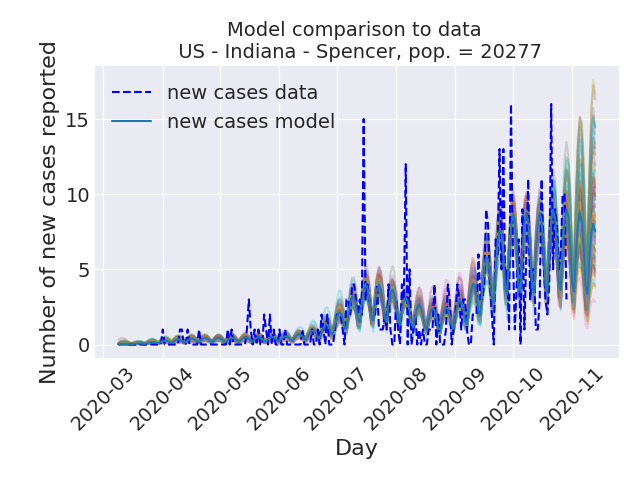 Model comparison to data
US - Indiana - Spencer, pop. = 20277
Number of new cases reported
new cases data
new cases model
15
10
5
0
2020-03
2020-04
2020-05
2020-06
2020-07
2020-08
2020-09
2020-10
2020-11
Day